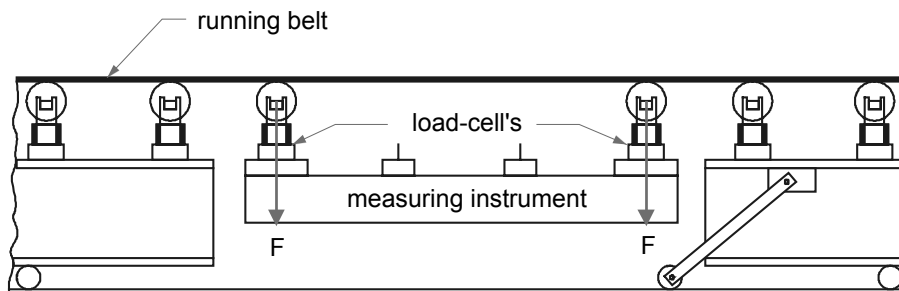 running belt
load-cell's
measuring instrument
F
F